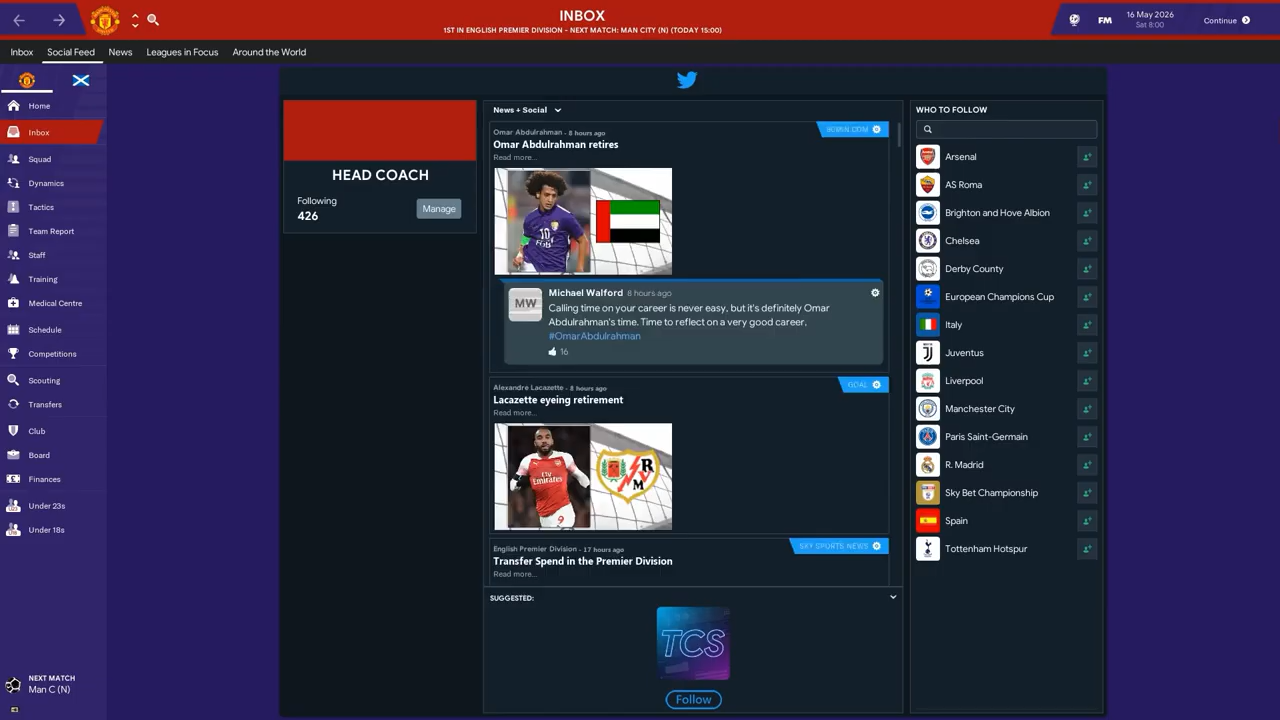 INBOX
1ST IN ENGLISH PREMIER DIVISION - NEXT MATCH: MAN CITY (N) (TODAY 15:00)
FM
16 May 2026
Sat 8:00
Continue
Inbox
Social Feed
News
Leagues in Focus
Around the World
Home
Inbox
Squad
Dynamics
Tactics
Team Report
Staff
Training
Medical Centre
Schedule
Competitions
Scouting
Transfers
Club
Board
Finances
Under 23s
Under 18s
NEXT MATCH
Man C (N)
HEAD COACH
Following
426
Manage
News + Social
Omar Abdulrahman - 8 hours ago
Omar Abdulrahman retires
Read more...
10
Michael Walford 8 hours ago
MW
Calling time on your career is never easy, but it's definitely Omar
Abdulrahman's time. Time to reflect on a very good career.
#OmarAbdulrahman
16
Alexandre Lacazette - 8 hours ago
GOAL
Lacazette eyeing retirement
Read more...
Emirates
9
English Premier Division - 17 hours ago
SKY SPORTS NEWS
Transfer Spend in the Premier Division
Read more...
SUGGESTED:
TCS
Follow
WHO TO FOLLOW
Arsenal
AS Roma
Brighton and Hove Albion
Chelsea
Derby County
European Champions Cup
Italy
Juventus
Liverpool
Manchester City
Paris Saint-Germain
R. Madrid
Sky Bet Championship
Spain
Tottenham Hotspur